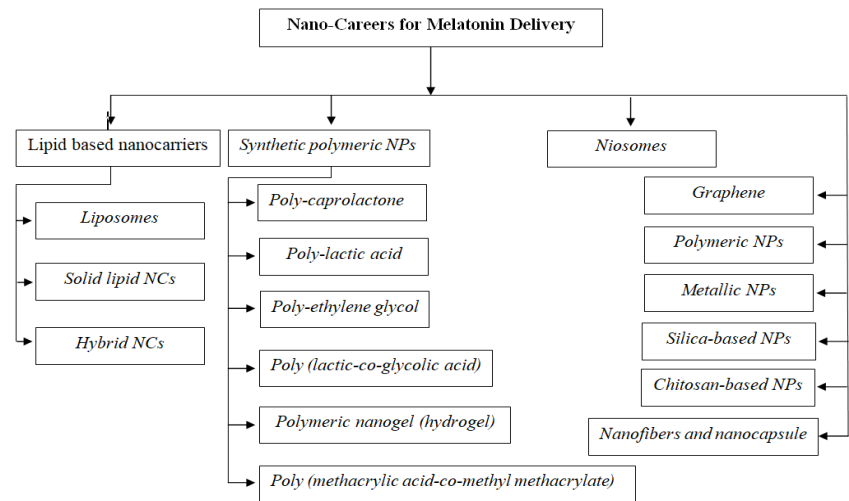 Nano-Careers for Melatonin Delivery
Lipid based nanocarriers
Synthetic polymeric NPs
Niosomes
Liposomes
Solid lipid NCs
Hybrid NCs
Poly-caprolactone
Poly-lactic acid
Poly-ethylene glycol
Poly (lactic-co-glycolic acid)
Polymeric nanogel (hydrogel)
Poly (methacrylic acid-co-methyl methacrylate)
Graphene
Polymeric NPs
Metallic NPs
Silica-based NPs
Chitosan-based NPs
Nanofibers and nanocapsule